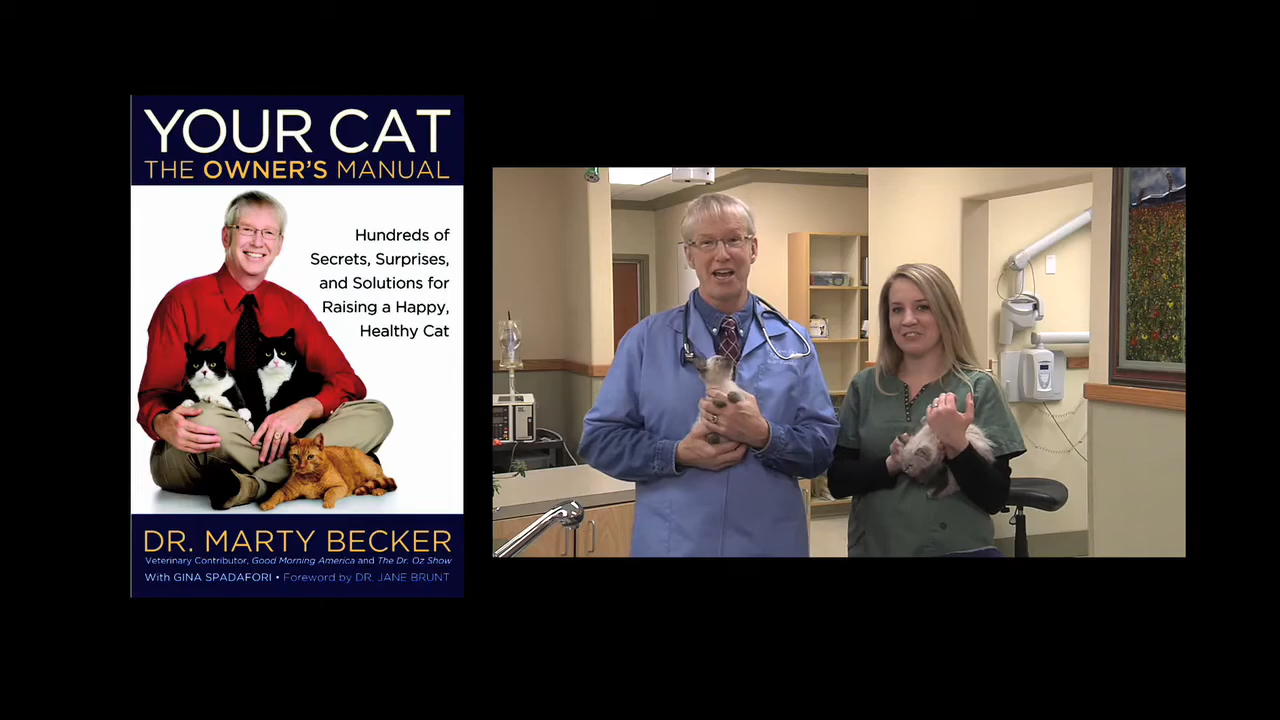 YOUR CAT
THE OWNER'S MANUAL
Hundreds of
Secrets, Surprises,
and Solutions for
Raising a Happy,
Healthy Cat
DR. MARTY BECKER
Veterinary Contributor, Good Morning America and The Dr. Oz Show
With GINA SPADAFORI • Foreword by DR. JANE BRUNT